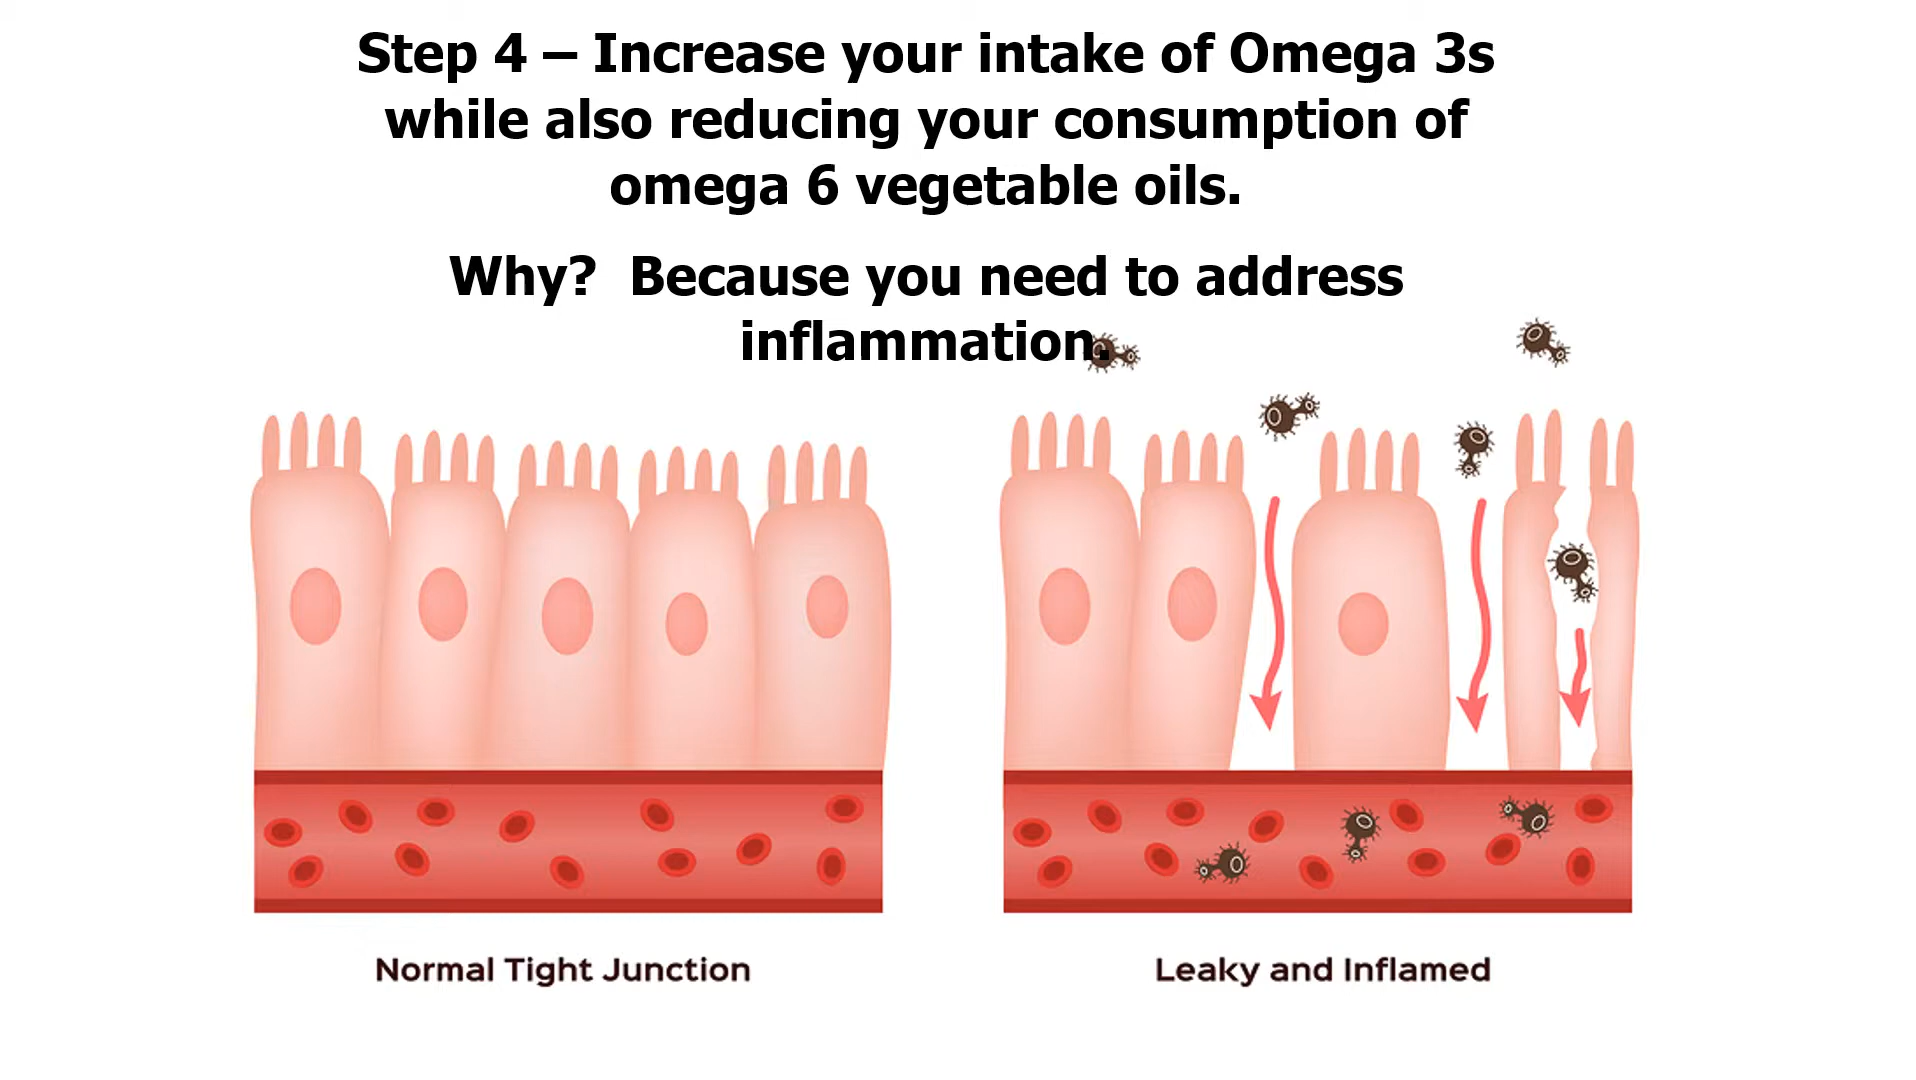 Step 4 – Increase your intake of Omega 3s
while also reducing your consumption of
omega 6 vegetable oils.
Why?  Because you need to address
inflammation.
Normal Tight Junction
Leaky and Inflamed